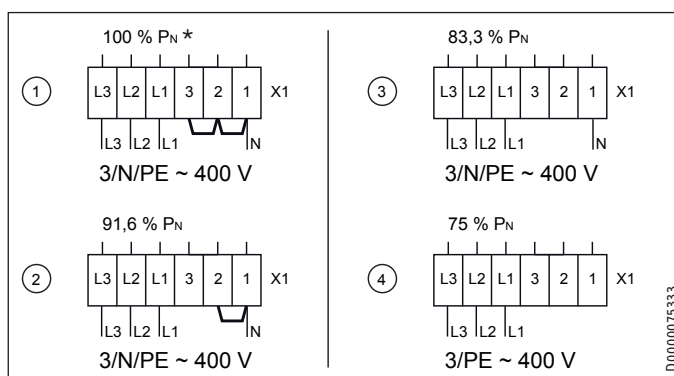 100 % PN *
1
L3 L2 L1 3 2 1 X1
L3 L2 L1 N
3/N/PE ~ 400 V
91,6 % PN
2
L3 L2 L1 3 2 1 X1
L3 L2 L1 N
3/N/PE ~ 400 V
83,3 % PN
3
L3 L2 L1 3 2 1 X1
L3 L2 L1 N
3/N/PE ~ 400 V
75 % PN
4
L3 L2 L1 3 2 1 X1
L3 L2 L1
3/PE ~ 400 V
D0000075333